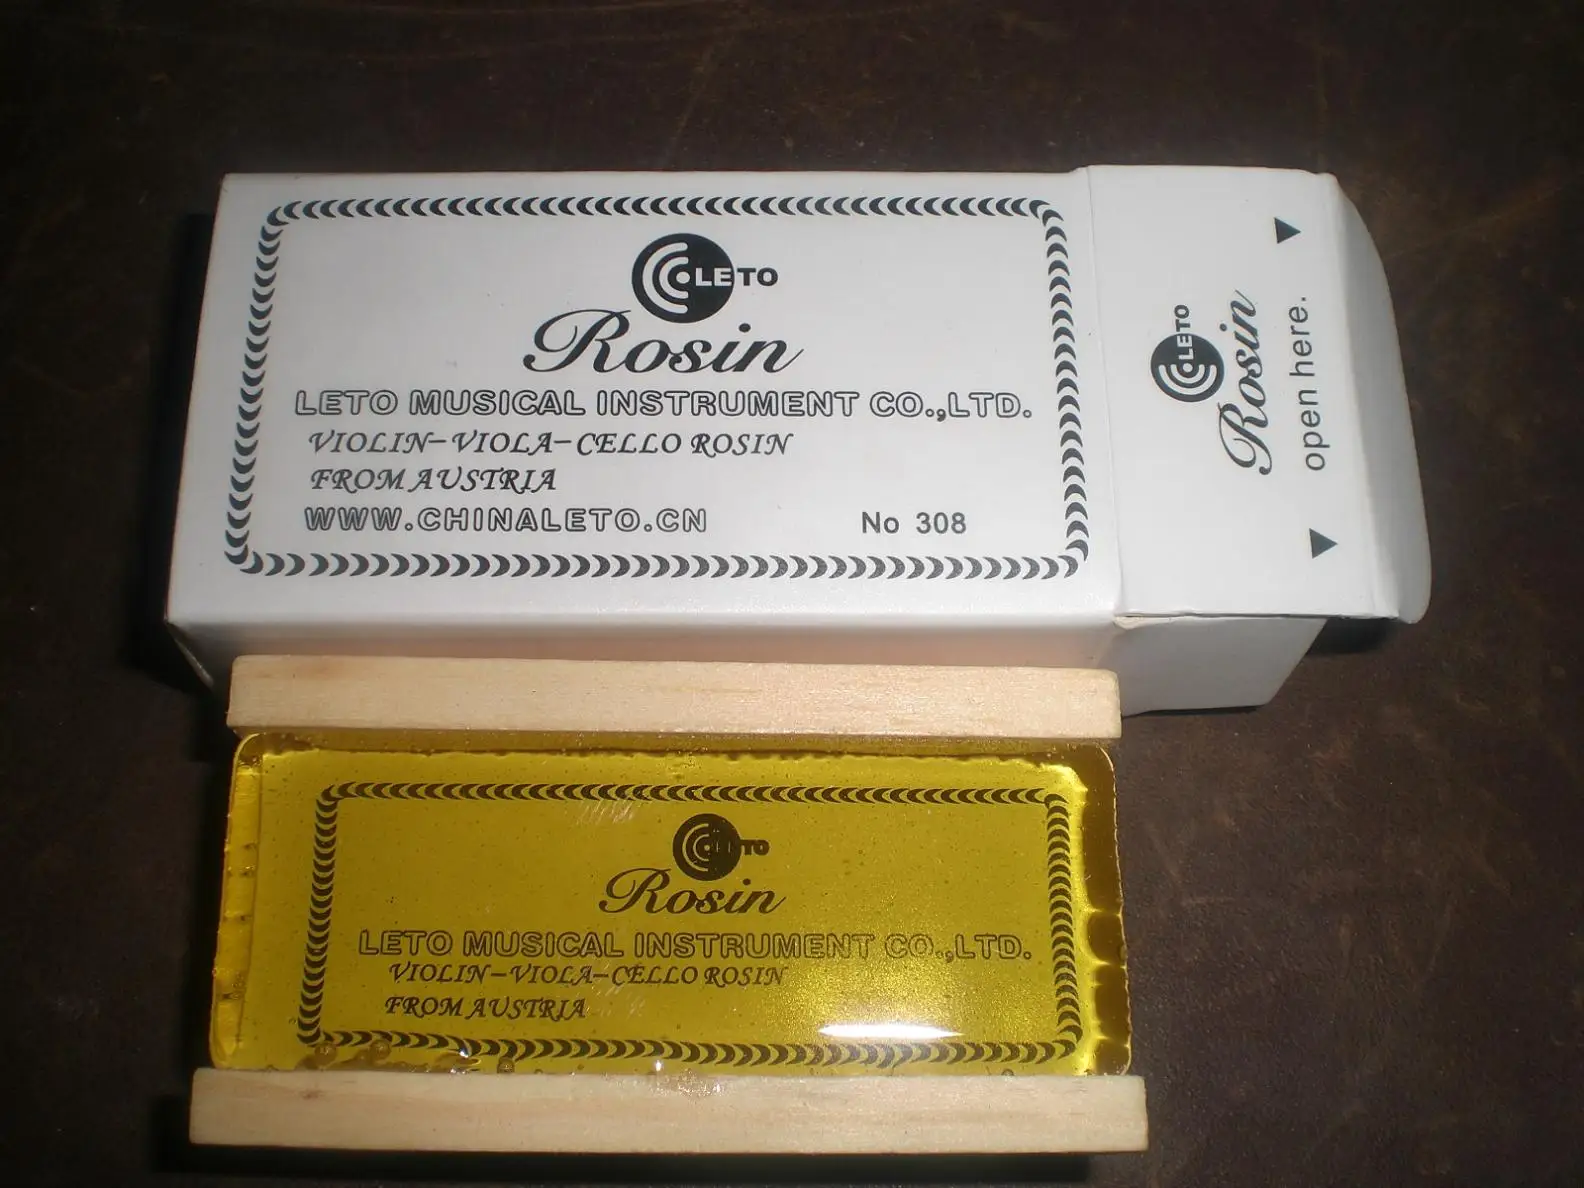 LETO
Rosin
LETO MUSICAL INSTRUMENT CO.,LTD.
VIOLIN-VIOLA-CELLO ROSIN
FROM AUSTRIA
WWW.CHINALETO.CN
No 308
LETO
Rosin
open here.
LETO
Rosin
LETO MUSICAL INSTRUMENT CO.,LTD.
VIOLIN-VIOLA-CELLO ROSIN
FROM AUSTRIA